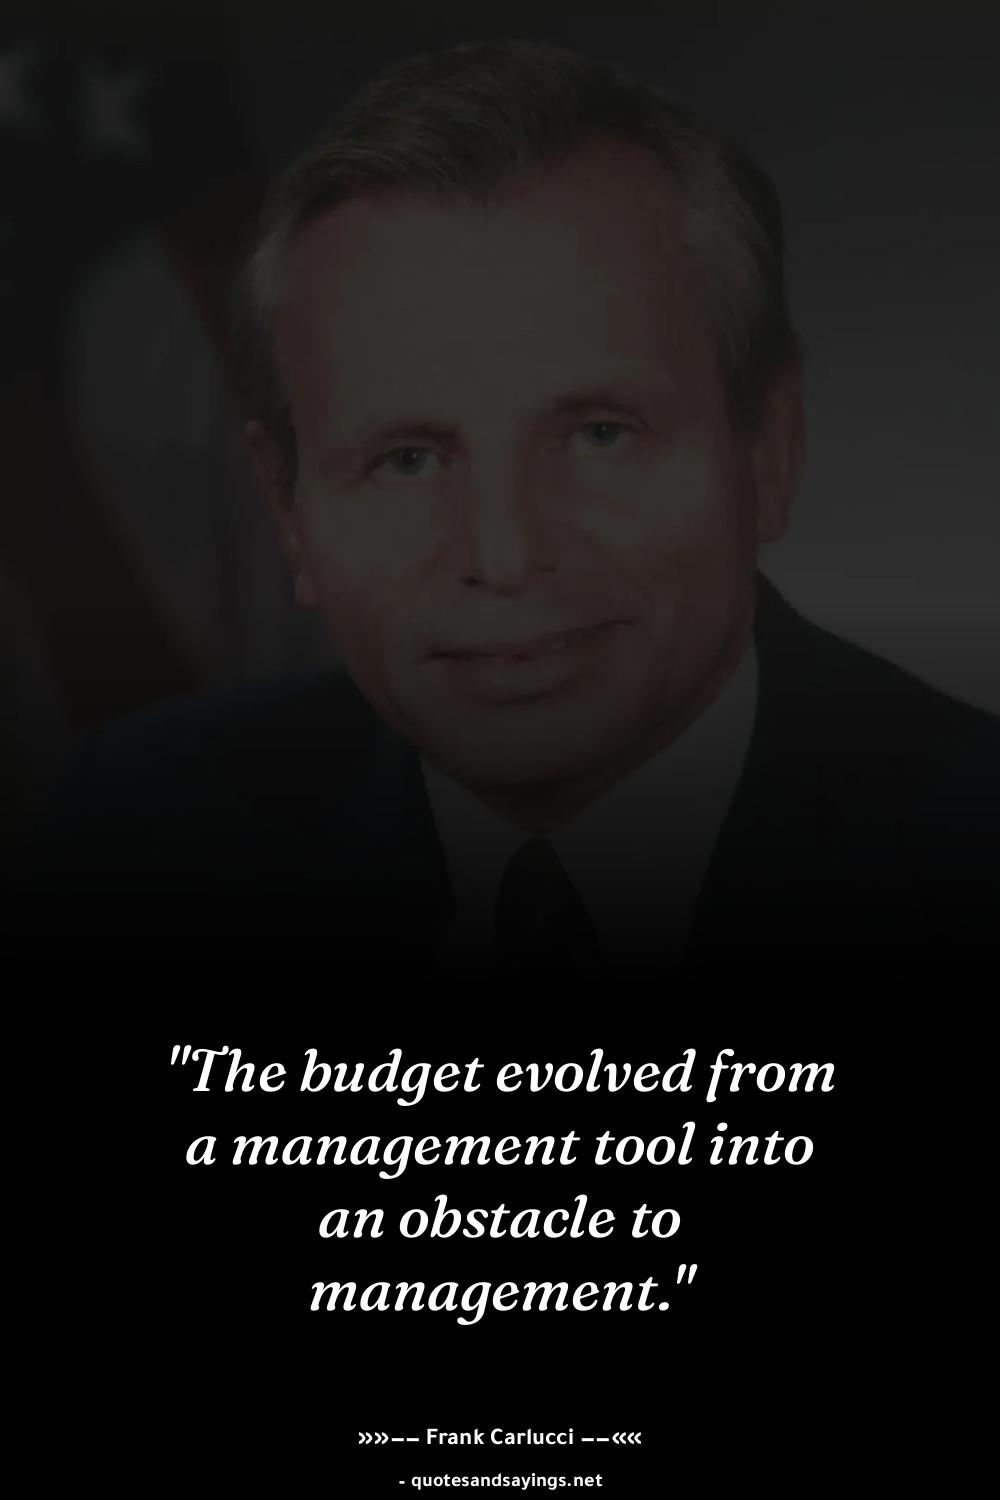 "The budget evolved from
a management tool into
an obstacle to
management."
»»−− Frank Carlucci −−««
- quotesandsayings.net